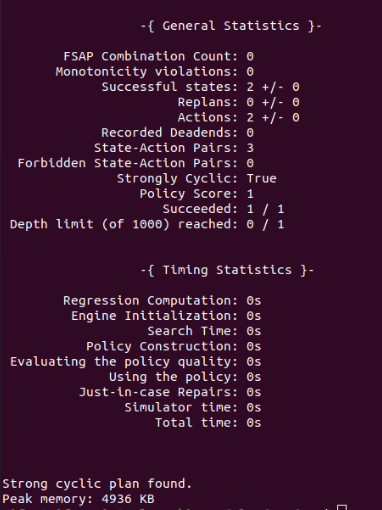 -{ General Statistics }-
FSAP Combination Count: 0
Monotonicity violations: 0
Successful states: 2 +/- 0
Replans: 0 +/- 0
Actions: 2 +/- 0
Recorded Deadends: 0
State-Action Pairs: 3
Forbidden State-Action Pairs: 0
Strongly Cyclic: True
Policy Score: 1
Succeeded: 1 / 1
Depth limit (of 1000) reached: 0 / 1
-{ Timing Statistics }-
Regression Computation: 0s
Engine Initialization: 0s
Search Time: 0s
Policy Construction: 0s
Evaluating the policy quality: 0s
Using the policy: 0s
Just-in-case Repairs: 0s
Simulator time: 0s
Total time: 0s
Strong cyclic plan found.
Peak memory: 4936 KB